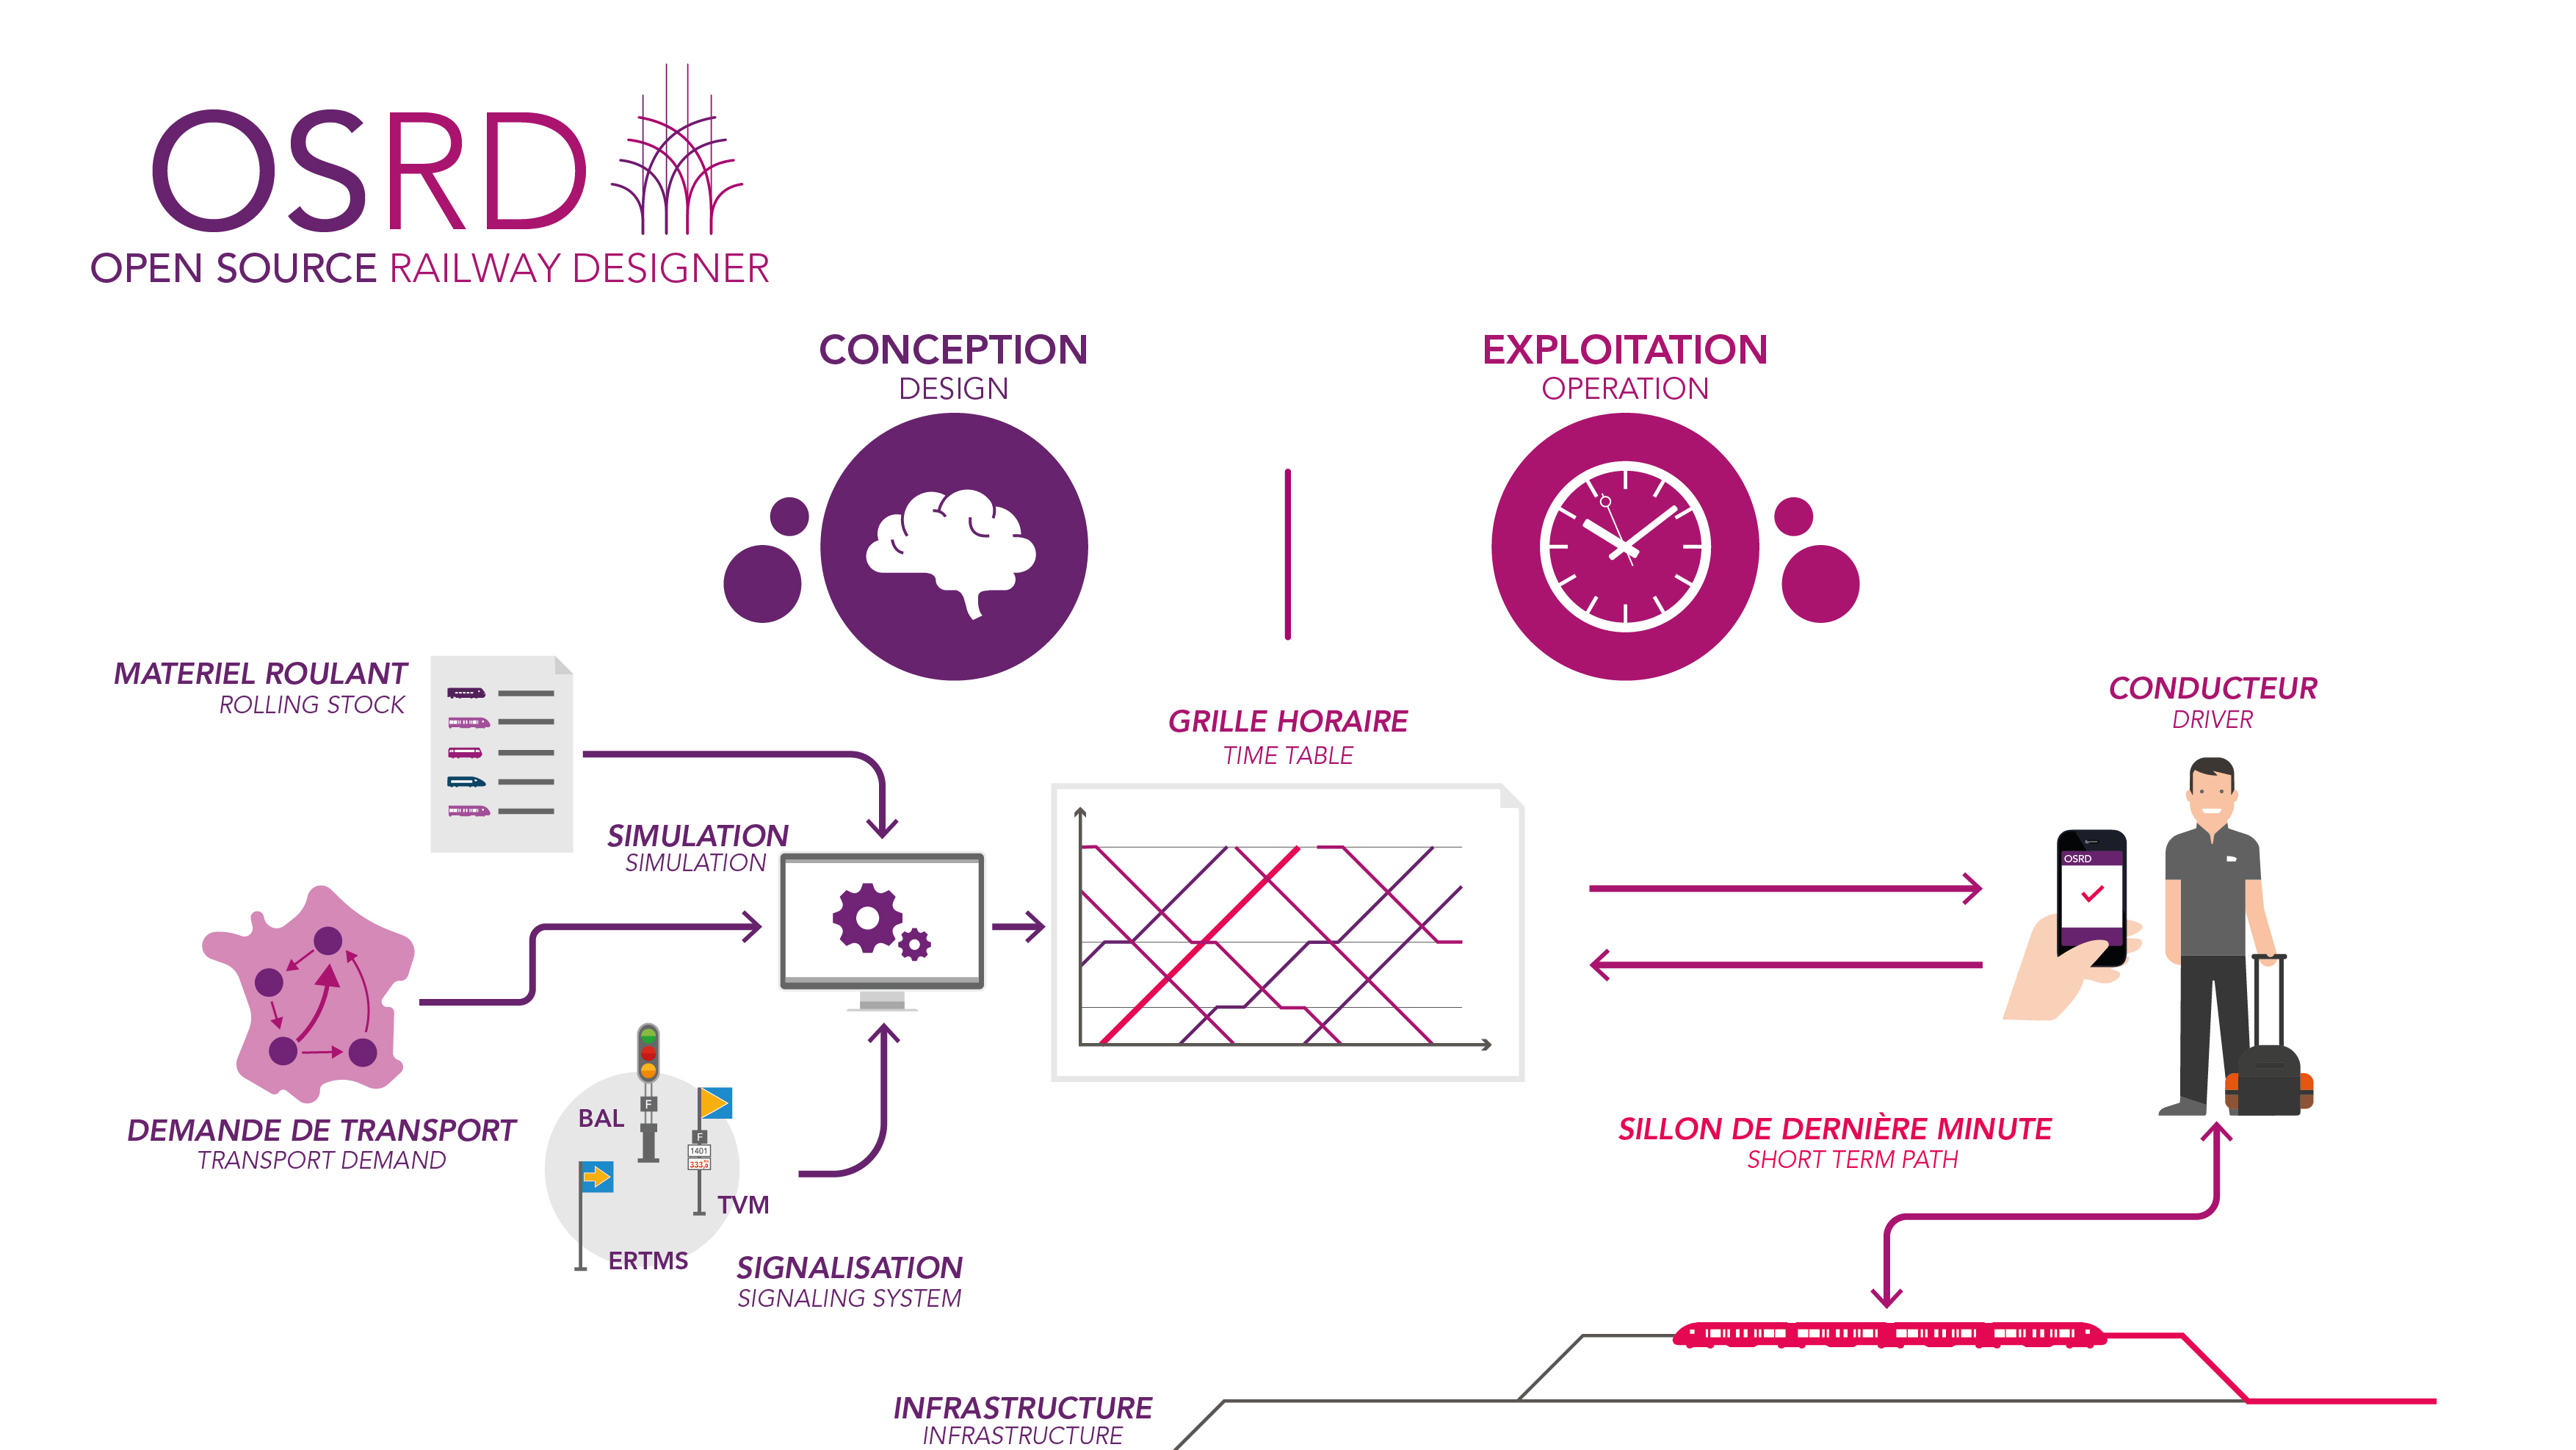 OSRD
OPEN SOURCE RAILWAY DESIGNER
CONCEPTION
DESIGN
EXPLOITATION
OPERATION
MATERIEL ROULANT
ROLLING STOCK
GRILLE HORAIRE
TIME TABLE
CONDUCTEUR
DRIVER
SIMULATION
SIMULATION
OSRD
DEMANDE DE TRANSPORT
TRANSPORT DEMAND
BAL
F
F
1401
333
TVM
ERTMS
SIGNALISATION
SIGNALING SYSTEM
SILLON DE DERNIÈRE MINUTE
SHORT TERM PATH
INFRASTRUCTURE
INFRASTRUCTURE